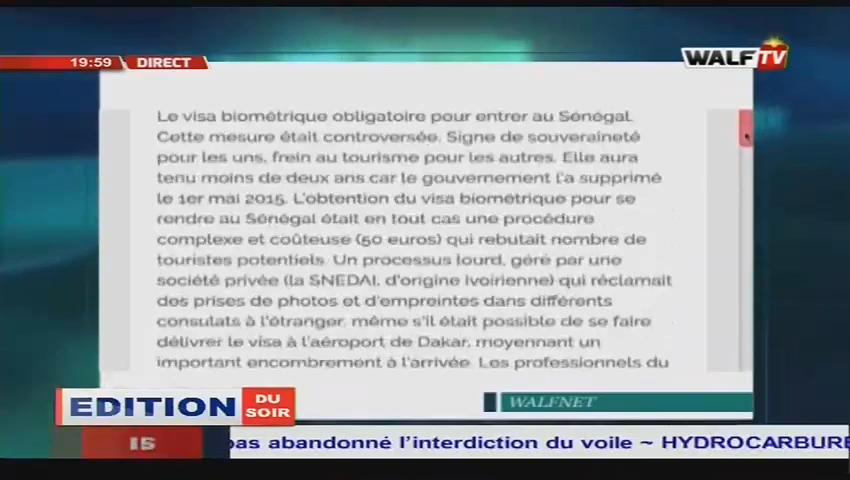 19:59 DIRECT
WALF TV
Le visa biométrique obligatoire pour entrer au Sénégal.
Cette mesure était controversée. Signe de souveraineté
pour les uns, frein au tourisme pour les autres. Elle aura
tenu moins de deux ans car le gouvernement l'a supprimé
le 1er mai 2015. L'obtention du visa biométrique pour se
rendre au Sénégal était en tout cas une procédure
complexe et coûteuse (50 euros) qui rebutait nombre de
touristes potentiels. Un processus lourd, géré par une
société privée (la SNEDAI, d'origine ivoirienne) qui réclamait
des prises de photos et d'empreintes dans différents
consulats à l'étranger, même s'il était possible de se faire
délivrer le visa à l'aéroport de Dakar, moyennant un
important encombrement à l'arrivée. Les professionnels du
EDITION DU SOIR
WALFNET
15
pas abandonné l'interdiction du voile ~ HYDROCARBURE